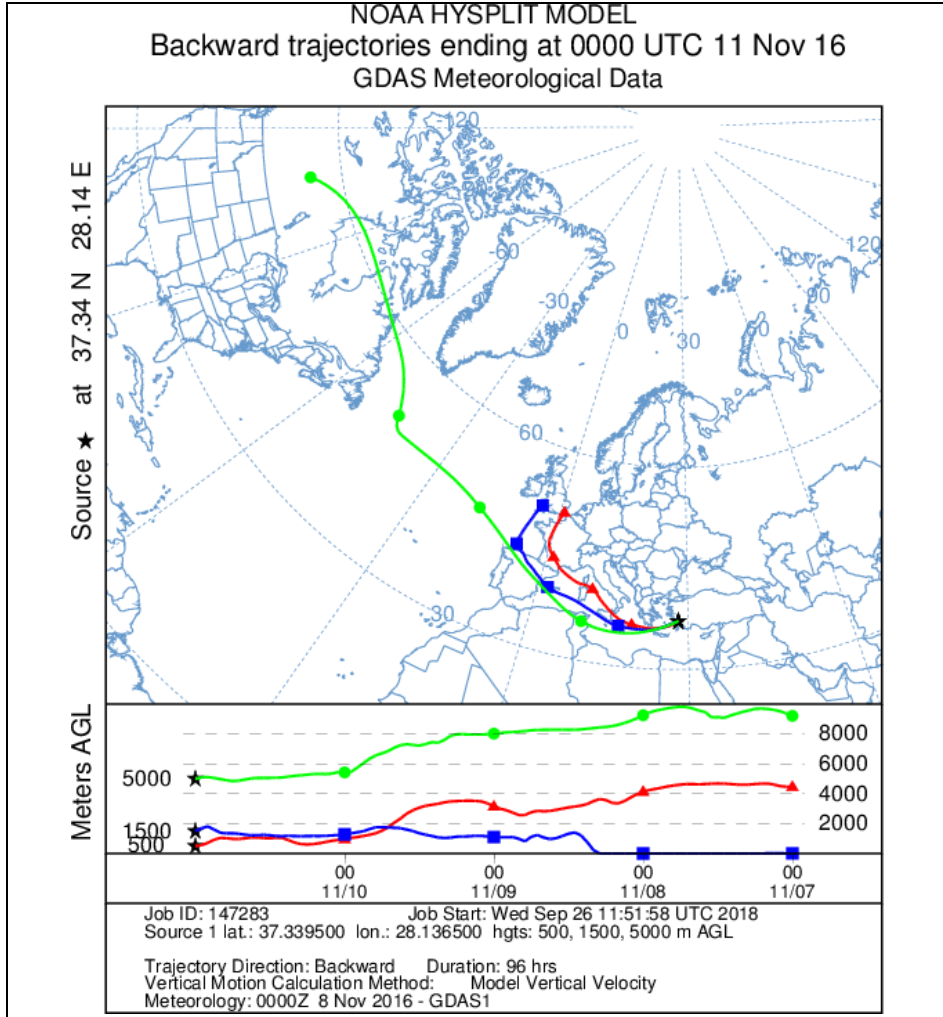 NOAA HYSPLIT MODEL
Backward trajectories ending at 0000 UTC 11 Nov 16
GDAS Meteorological Data
Source ★ at 37.34 N 28.14 E
-120
-60
-30
0
30
60
90
120
60
30
Meters AGL
5000
1500
500
8000
6000
4000
2000
00 00 00 00
11/10 11/09 11/08 11/07
Job ID: 147283 Job Start: Wed Sep 26 11:51:58 UTC 2018
Source 1 lat.: 37.339500 lon.: 28.136500 hgts: 500, 1500, 5000 m AGL
Trajectory Direction: Backward Duration: 96 hrs
Vertical Motion Calculation Method: Model Vertical Velocity
Meteorology: 0000Z 8 Nov 2016 - GDAS1